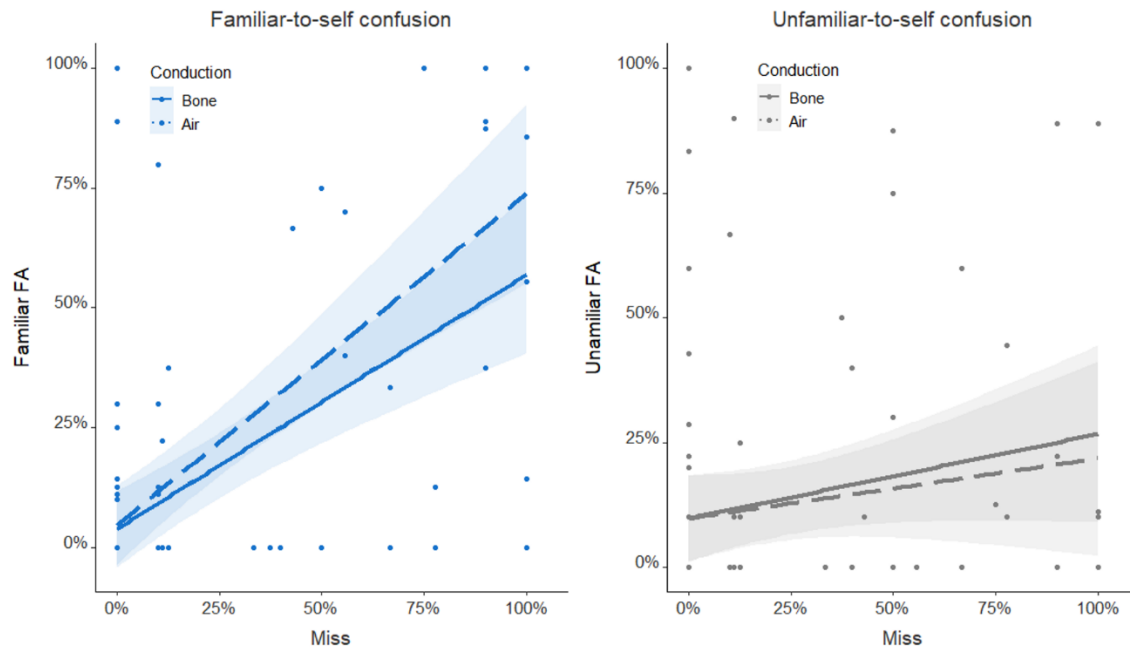 Familiar-to-self confusion
Familiar FA
100%
75%
50%
25%
0%
Conduction
Bone
Air
0% 25% 50% 75% 100%
Miss
Unfamiliar-to-self confusion
Unamiliar FA
100%
75%
50%
25%
0%
Conduction
Bone
Air
0% 25% 50% 75% 100%
Miss